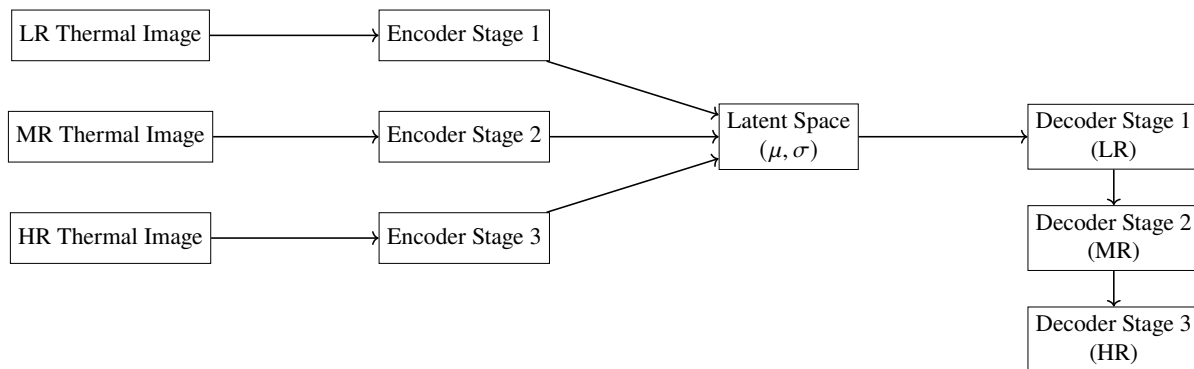 LR Thermal Image
Encoder Stage 1
MR Thermal Image
Encoder Stage 2
Latent Space
(μ, σ)
Decoder Stage 1
(LR)
HR Thermal Image
Encoder Stage 3
Decoder Stage 2
(MR)
Decoder Stage 3
(HR)